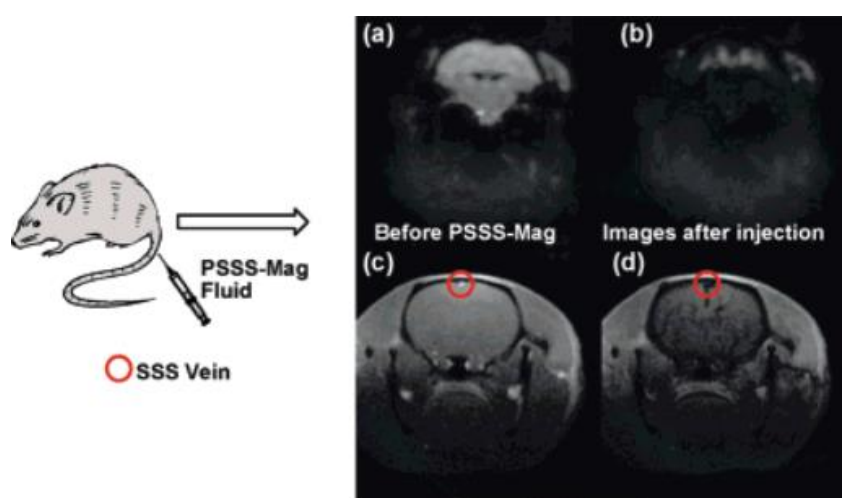 (a)
(b)
Before PSSS-Mag
Images after injection
(c)
(d)
PSSS-Mag
Fluid
SSS Vein